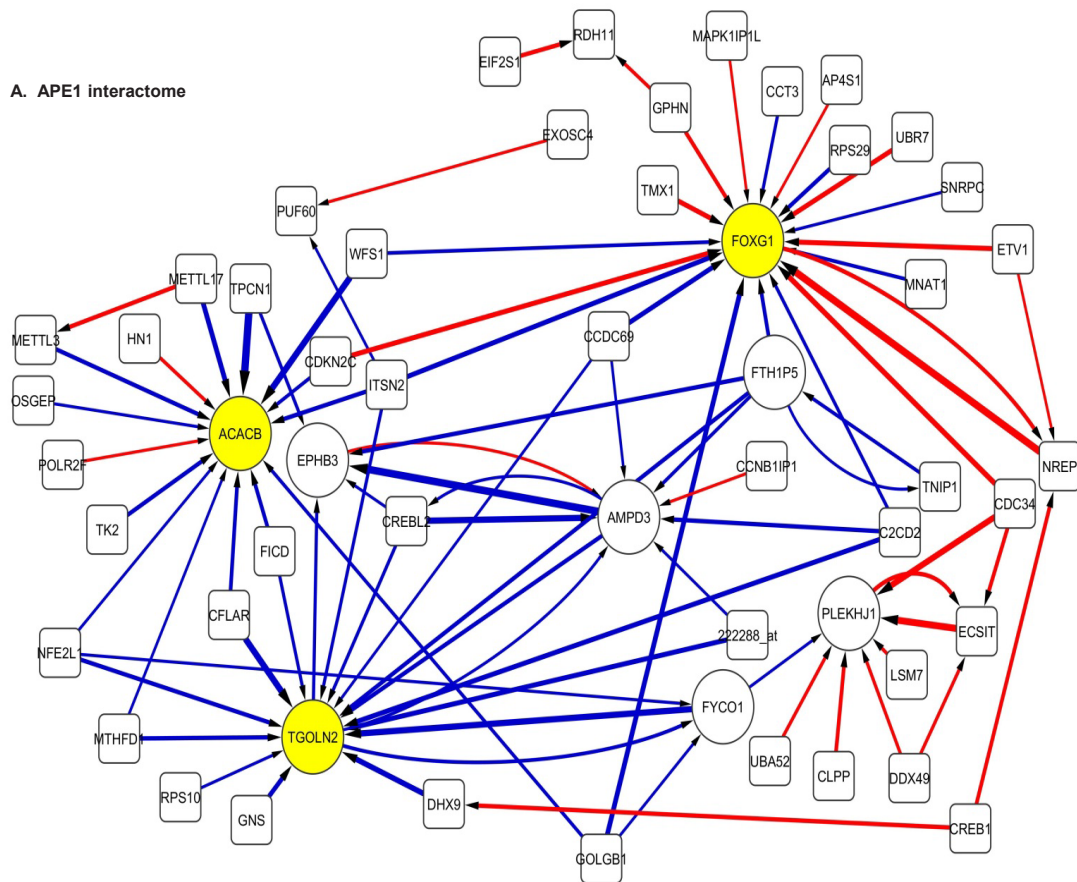 MAPK1IP1L
RDH11
EIF2S1
CCT3
AP4S1
A. APE1 interactome
GPHN
EXOSC4
RPS29
UBR7
TMX1
SNRPC
PUF60
WFS1
FOXG1
ETV1
METTL17
TPCN1
MNAT1
METTL3
HN1
CDKN2C
CCDC69
ITSN2
FTH1P5
OSGEP
ACACB
EPHB3
POLR2F
CCNB1IP1
TNIP1
NREP
TK2
CREBL2
AMPD3
C2CD2
CDC34
FICD
CFLAR
PLEKHJ1
NFE2L1
222288_at
ECSIT
LSM7
FYCO1
MTHFD1
TGOLN2
UBA52
CLPP
DDX49
RPS10
GNS
DHX9
CREB1
GOLGB1